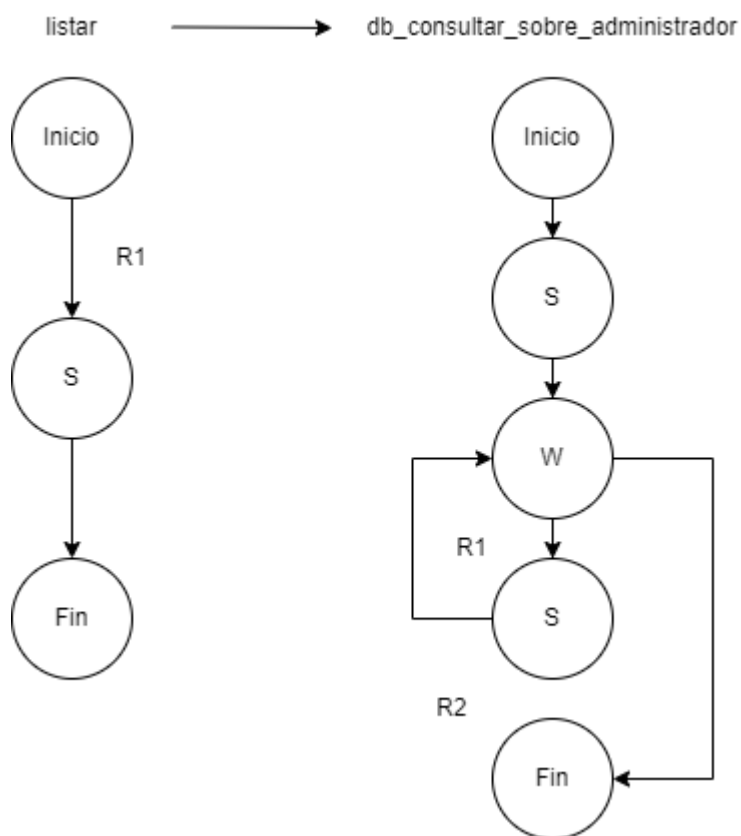 listar
db_consultar_sobre_administrador
Inicio
R1
S
Fin
Inicio
S
W
R1
S
R2
Fin